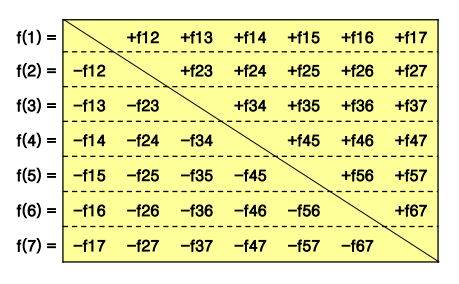 f(1) = +f12 +f13 +f14 +f15 +f16 +f17
f(2) = −f12 +f23 +f24 +f25 +f26 +f27
f(3) = −f13 −f23 +f34 +f35 +f36 +f37
f(4) = −f14 −f24 −f34 +f45 +f46 +f47
f(5) = −f15 −f25 −f35 −f45 +f56 +f57
f(6) = −f16 −f26 −f36 −f46 −f56 +f67
f(7) = −f17 −f27 −f37 −f47 −f57 −f67